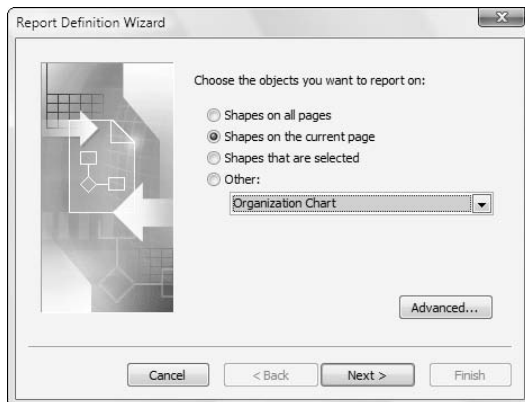 Report Definition Wizard
Choose the objects you want to report on:
Shapes on all pages
Shapes on the current page
Shapes that are selected
Other:
Organization Chart
Advanced...
Cancel
< Back
Next >
Finish